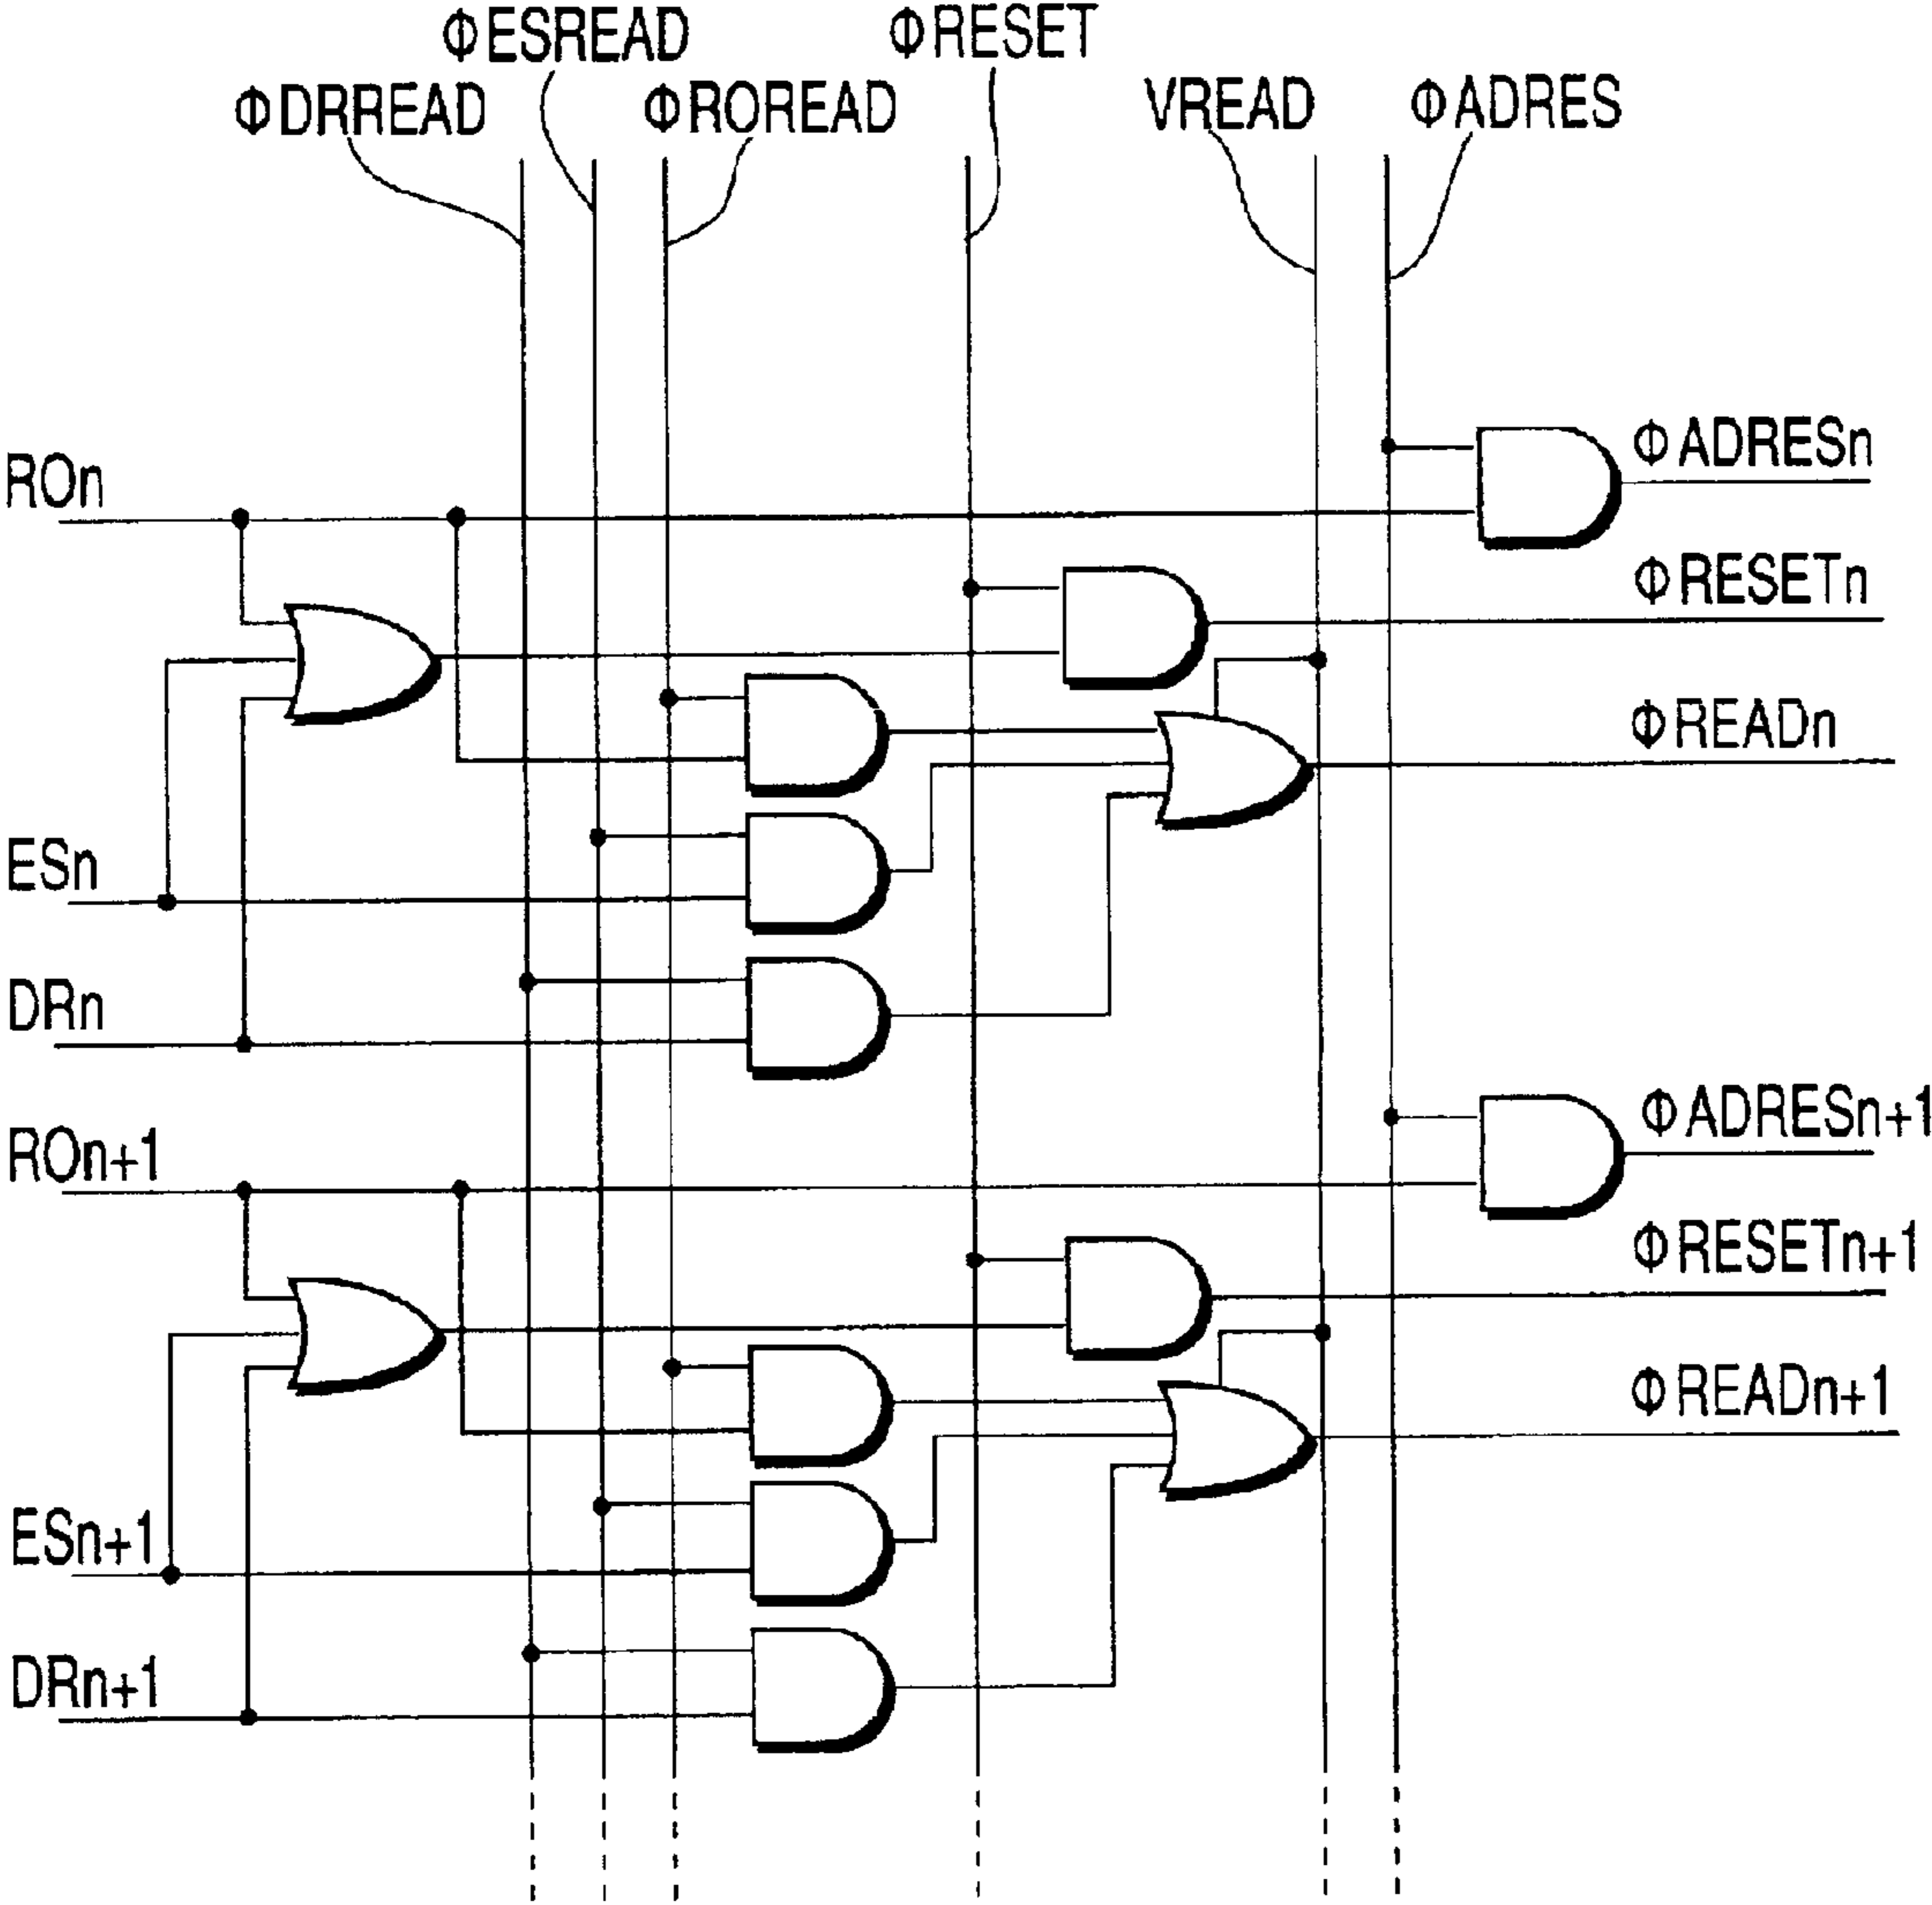 ΦESREAD
ΦRESET
ΦDRREAD
ΦROREAD
VREAD
ΦADRES
ΦADRESn
ROn
ΦRESETn
ΦREADn
ESn
DRn
ΦADRESn+1
ROn+1
ΦRESETn+1
ΦREADn+1
ESn+1
DRn+1